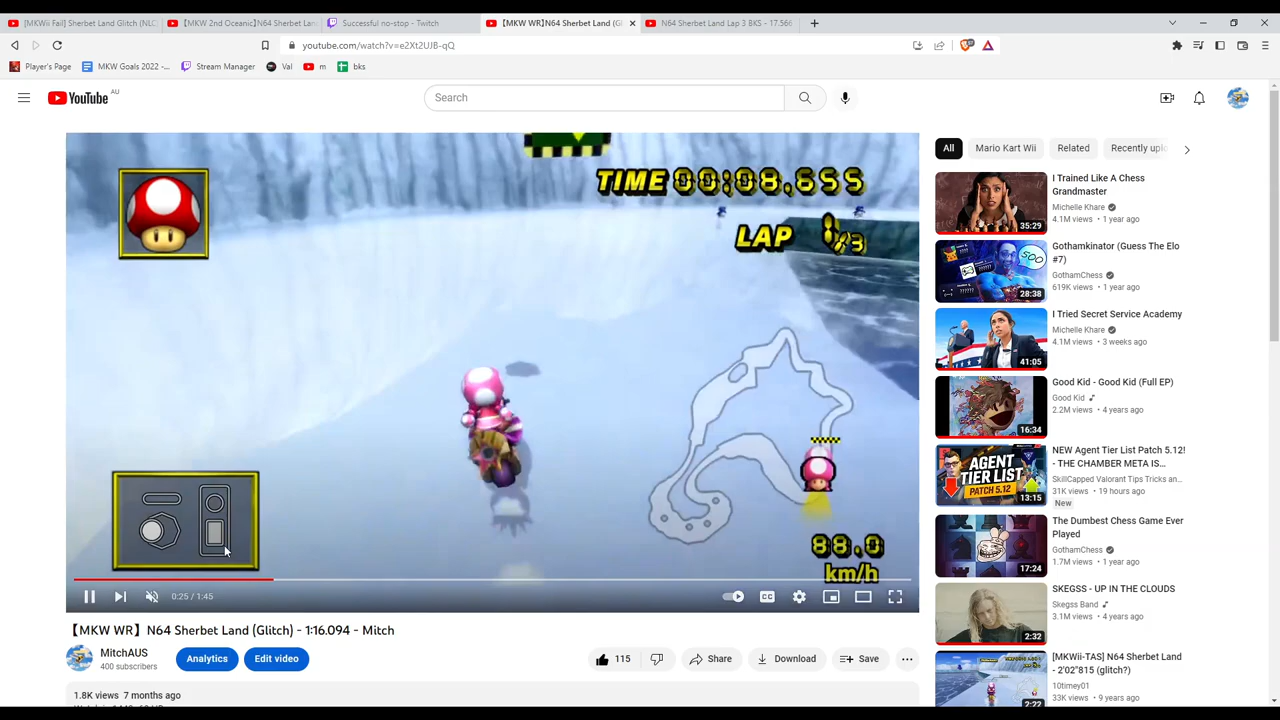 [MKWii Fail] Sherbet Land Glitch (NLC
【MKW 2nd Oceanic】N64 Sherbet Lan
Successful no-stop - Twitch
【MKW WR】N64 Sherbet Land (Gl
N64 Sherbet Land Lap 3 BKS - 17.566
youtube.com/watch?v=e2Xt2UJB-qQ
Player's Page
MKW Goals 2022 -...
Stream Manager
Val
m
bks
YouTube AU
Search
TIME 00:08.655
LAP 1/3
88.0
km/h
0:25 / 1:45
CC
【MKW WR】N64 Sherbet Land (Glitch) - 1:16.094 - Mitch
MitchAUS
400 subscribers
Analytics
Edit video
115
Share
Download
Save
1.8K views 7 months ago
All
Mario Kart Wii
Related
Recently uplo
I Trained Like A Chess
Grandmaster
Michelle Khare
4.1M views • 1 year ago
35:29
Gothamkinator (Guess The Elo
#7)
GothamChess
619K views • 1 year ago
28:38
I Tried Secret Service Academy
Michelle Khare
4.1M views • 3 weeks ago
41:05
Good Kid - Good Kid (Full EP)
Good Kid
2.2M views • 4 years ago
16:34
NEW Agent Tier List Patch 5.12!
- THE CHAMBER META IS...
SkillCapped Valorant Tips Tricks an...
31K views • 19 hours ago
New
AGENT
TIER LIST
PATCH 5.12
13:15
The Dumbest Chess Game Ever
Played
GothamChess
1.7M views • 1 year ago
17:24
SKEGSS - UP IN THE CLOUDS
Skegss Band
3.1M views • 4 years ago
2:32
[MKWii-TAS] N64 Sherbet Land
- 2'02"815 (glitch?)
10timey01
33K views • 9 years ago
2:22